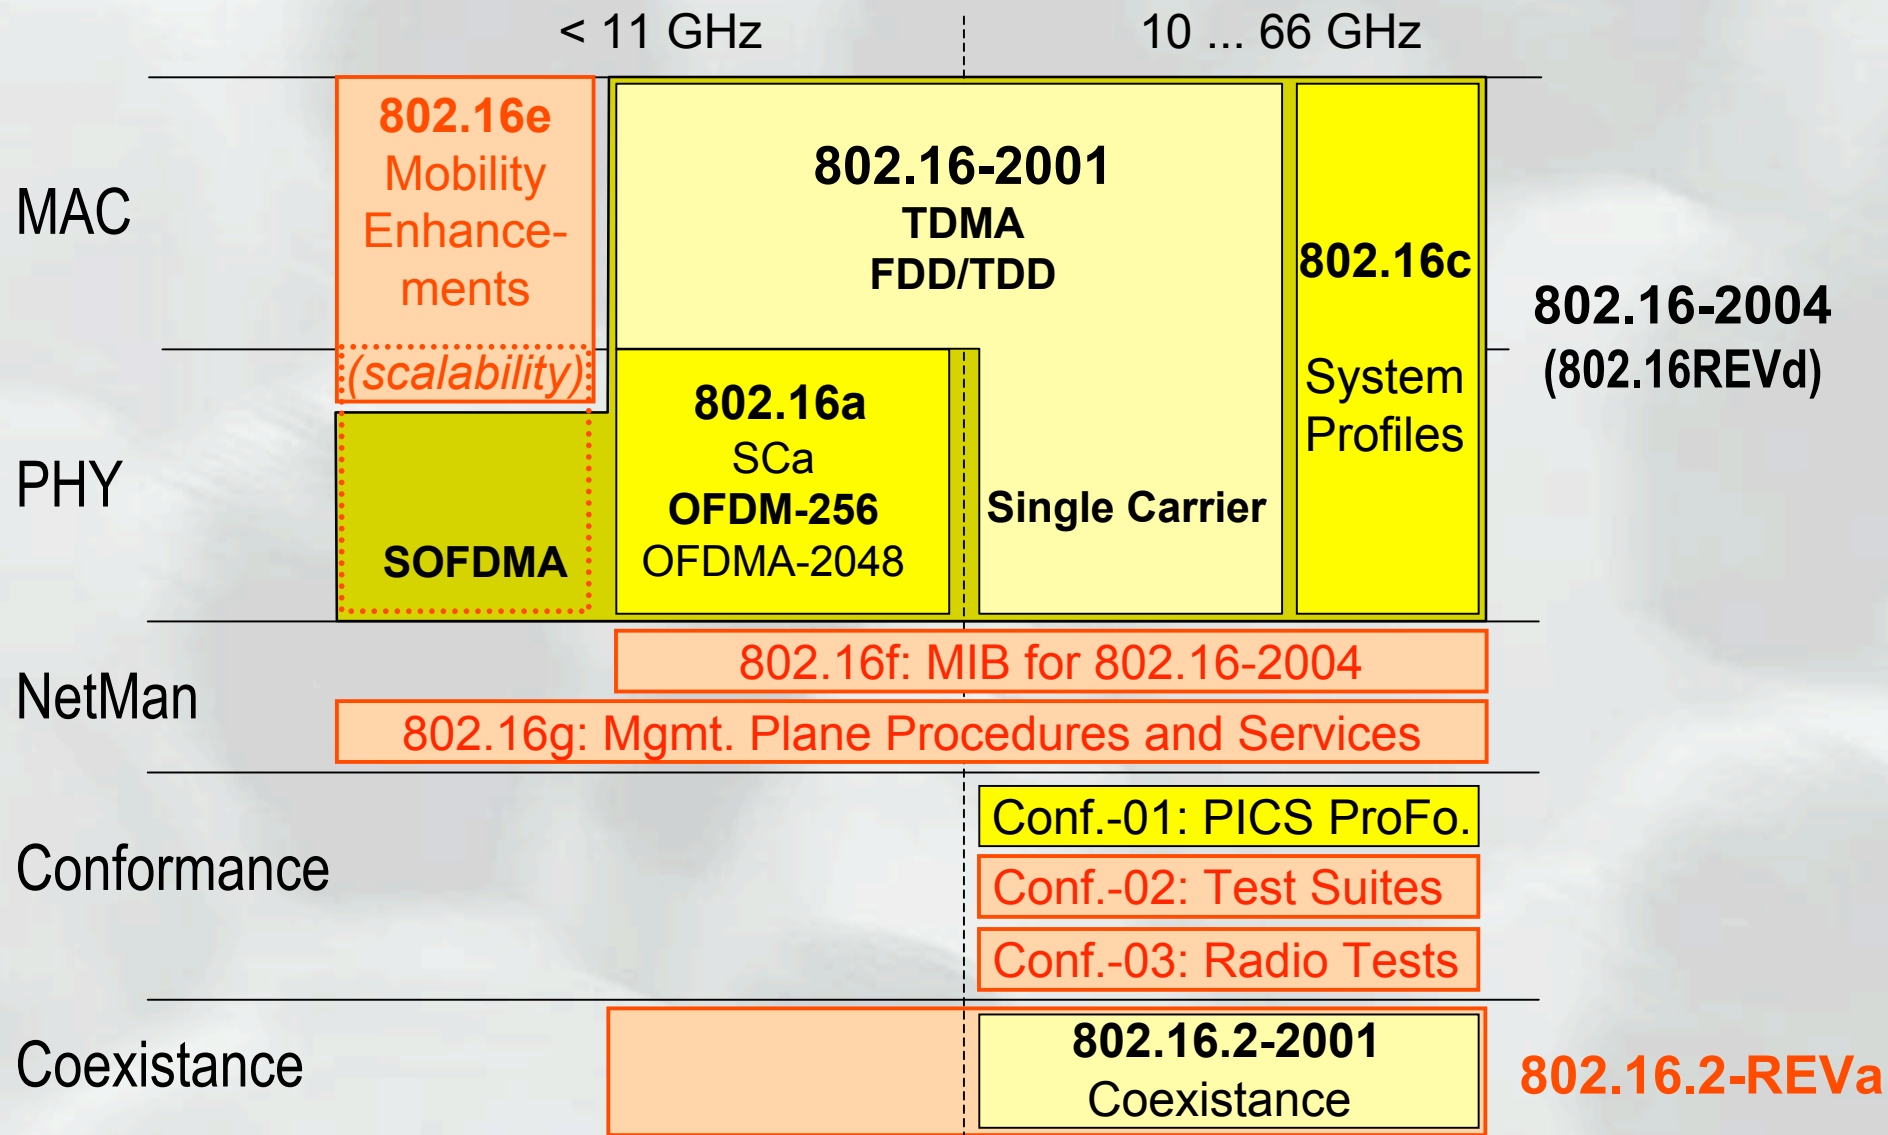 < 11 GHz
10 ... 66 GHz
MAC
802.16e
Mobility
Enhance-
ments
(scalability)
802.16-2001
TDMA
FDD/TDD
802.16c
System
Profiles
802.16-2004
(802.16REVd)
PHY
SOFDMA
802.16a
SCa
OFDM-256
OFDMA-2048
Single Carrier
NetMan
802.16f: MIB for 802.16-2004
802.16g: Mgmt. Plane Procedures and Services
Conformance
Conf.-01: PICS ProFo.
Conf.-02: Test Suites
Conf.-03: Radio Tests
Coexistance
802.16.2-2001
Coexistance
802.16.2-REVa